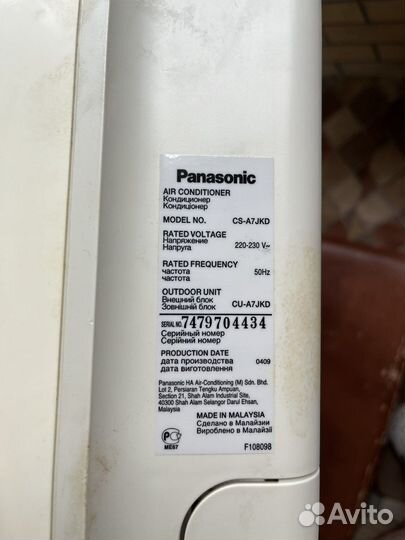 Panasonic
AIR CONDITIONER
Кондиционер
Кондиціонер
MODEL NO. CS-A7JKD
RATED VOLTAGE
Напряжение 220-230 V~
Напруга
RATED FREQUENCY
частота 50Hz
частота
OUTDOOR UNIT
Внешний блок CU-A7JKD
Зовнішній блок
SERIAL NO. 7479704434
Серийный номер
Серійний номер
PRODUCTION DATE
дата производства 0409
дата виготовлення
Panasonic HA Air-Conditioning (M) Sdn. Bhd.
Lot 2, Persiaran Tengku Ampuan,
Section 21, Shah Alam Industrial Site,
40300 Shah Alam Selangor Darul Ehsan,
Malaysia
MADE IN MALAYSIA
Сделано в Малайзии
Вироблено в Малайзії
ME67
F108098
Avito